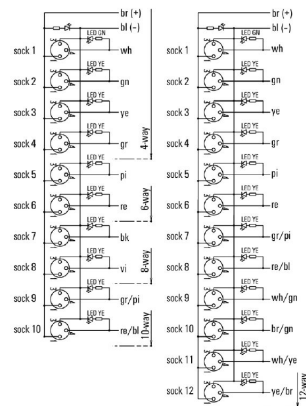 br (+)
bl (−)
LED GN
sock 1 wh
LED YE
sock 2 gn
LED YE
sock 3 ye
LED YE
sock 4 gr
4-way
LED YE
sock 5 pi
LED YE
sock 6 re
6-way
LED YE
sock 7 bk
LED YE
sock 8 vi
8-way
LED YE
sock 9 gr/pi
LED YE
sock 10 re/bl
10-way
br (+)
bl (−)
LED GN
sock 1 wh
LED YE
sock 2 gn
LED YE
sock 3 ye
LED YE
sock 4 gr
LED YE
sock 5 pi
LED YE
sock 6 re
LED YE
sock 7 gr/pi
LED YE
sock 8 re/bl
LED YE
sock 9 wh/gn
LED YE
sock 10 br/gn
LED YE
sock 11 wh/ye
LED YE
sock 12 ye/br
12-way